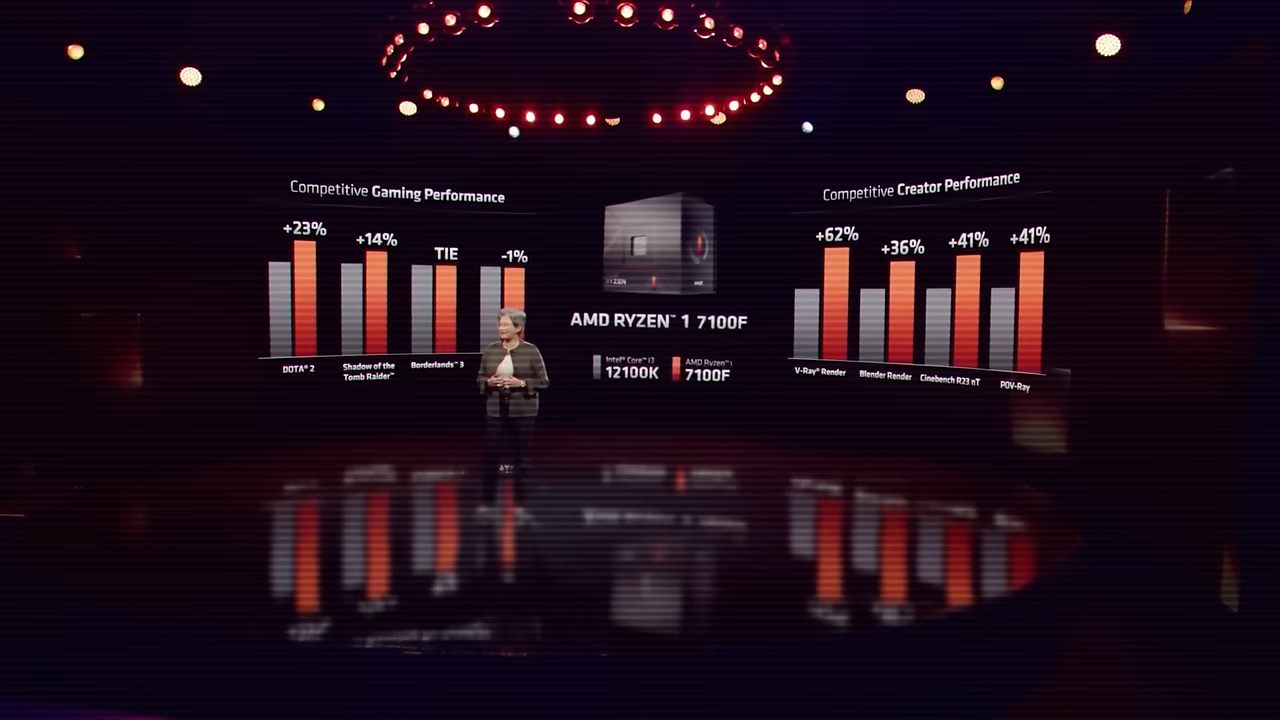 Competitive Gaming Performance
+23%
+14%
TIE
-1%
DOTA® 2
Shadow of the
Tomb Raider™
Borderlands™ 3
RYZEN
AMD RYZEN™ 1 7100F
Intel® Core™ i3
12100K
AMD Ryzen™ 1
7100F
Competitive Creator Performance
+62%
+36%
+41%
+41%
V-Ray® Render
Blender Render
Cinebench R23 nT
POV-Ray